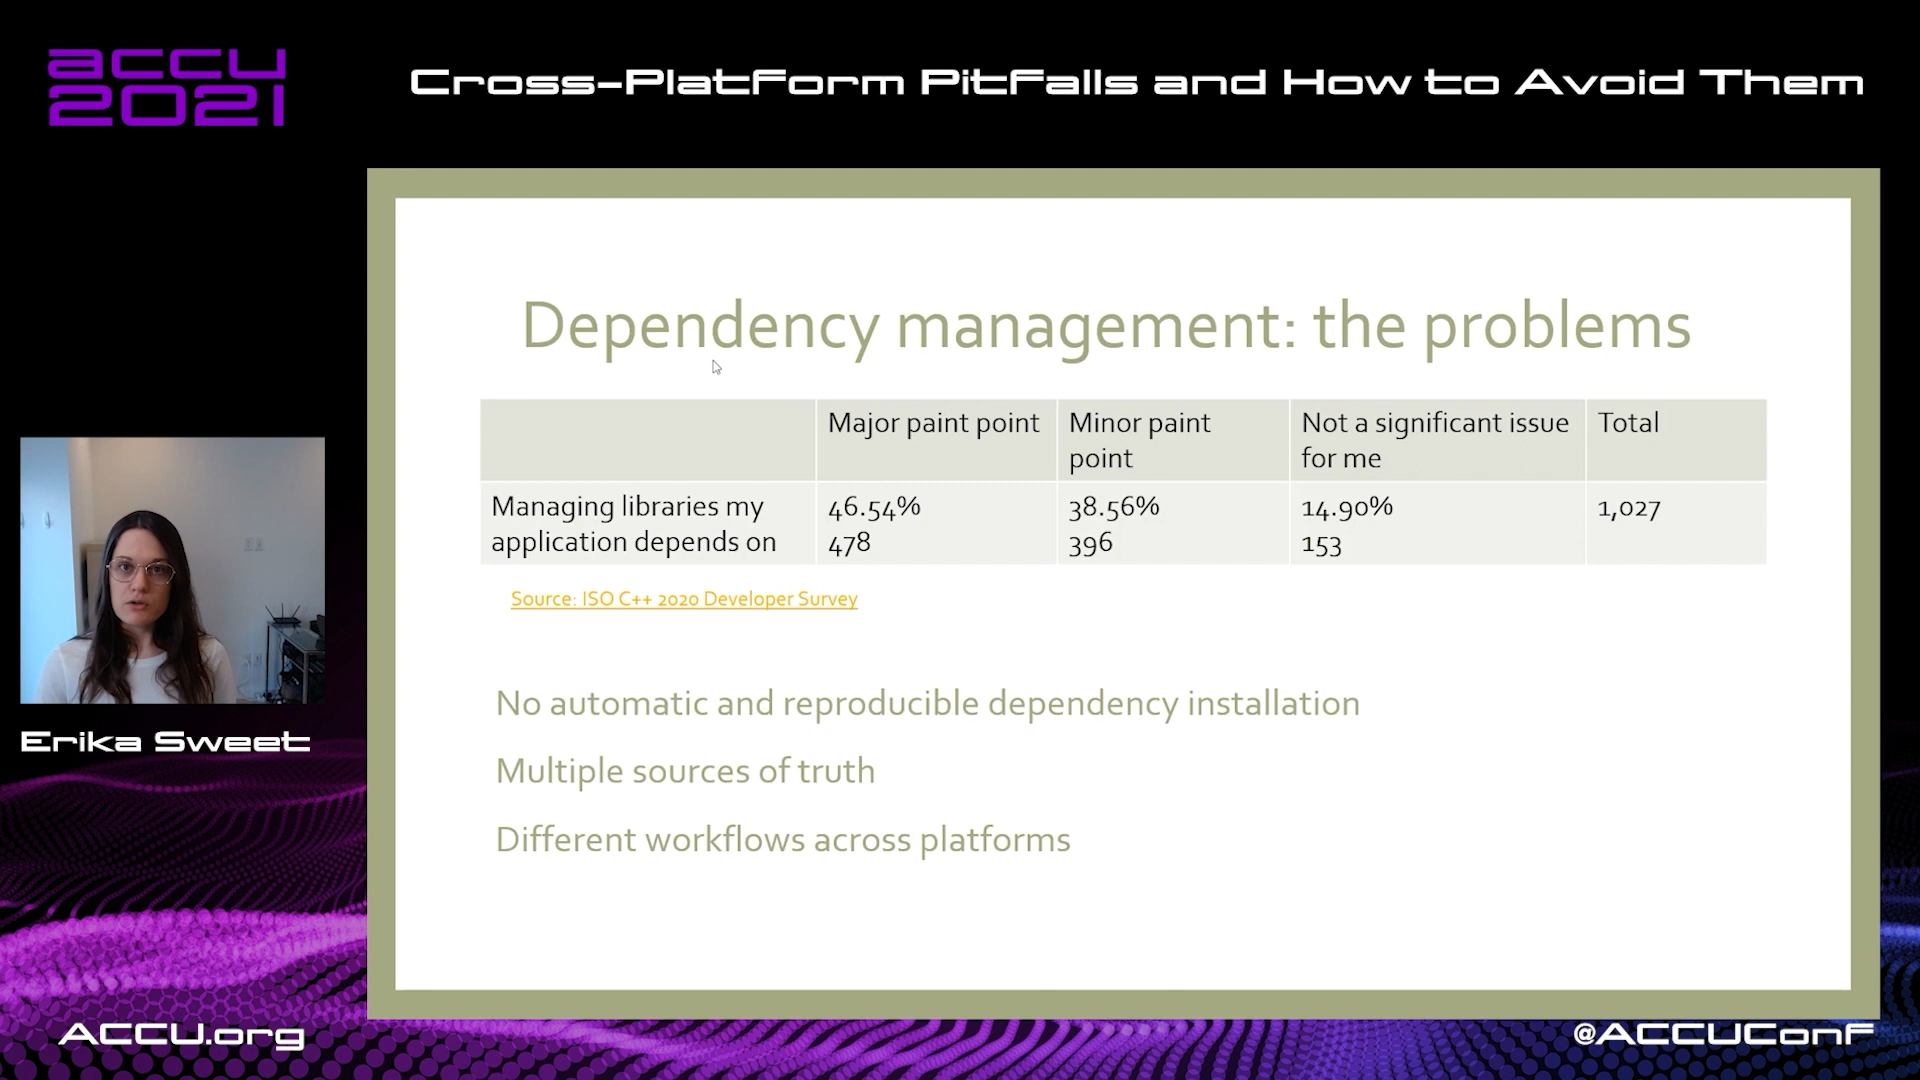 accu
2021
Cross-Platform Pitfalls and How to Avoid Them
Dependency management: the problems
Major paint point
Minor paint
point
Not a significant issue
for me
Total
Managing libraries my
application depends on
46.54%
478
38.56%
396
14.90%
153
1,027
Source: ISO C++ 2020 Developer Survey
No automatic and reproducible dependency installation
Multiple sources of truth
Different workflows across platforms
Erika Sweet
ACCU.org
@ACCUConf